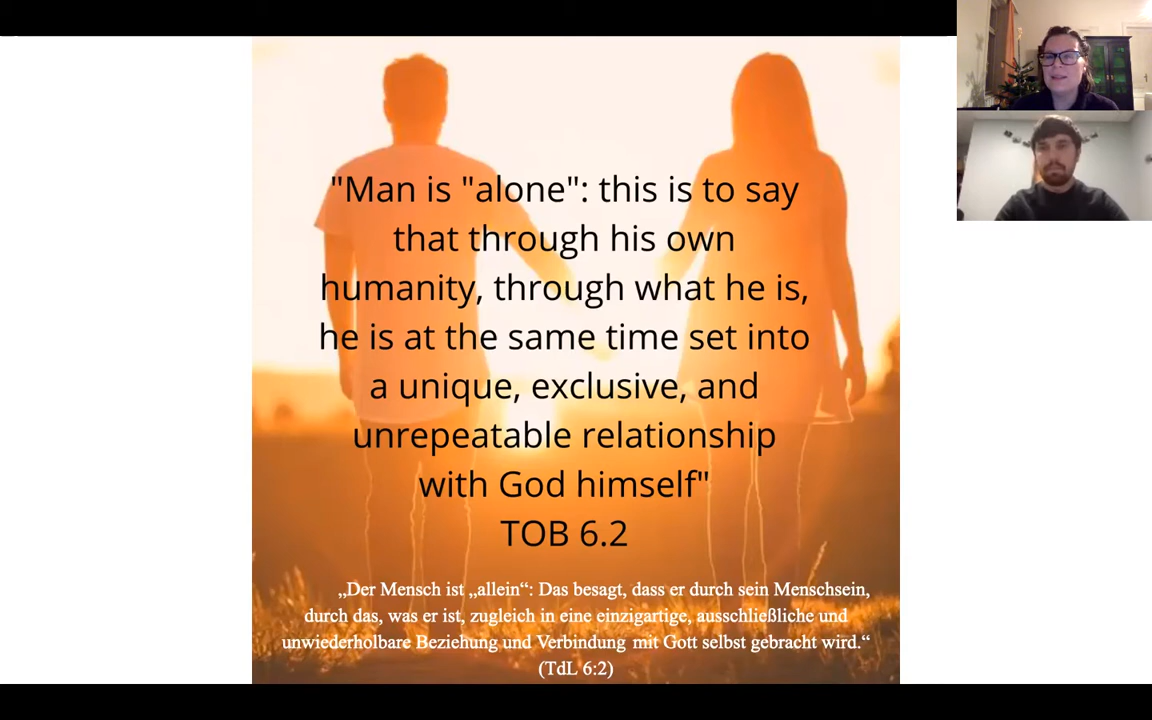 "Man is "alone": this is to say
that through his own
humanity, through what he is,
he is at the same time set into
a unique, exclusive, and
unrepeatable relationship
with God himself"
TOB 6.2
„Der Mensch ist „allein“: Das besagt, dass er durch sein Menschsein,
durch das, was er ist, zugleich in eine einzigartige, ausschließliche und
unwiederholbare Beziehung und Verbindung mit Gott selbst gebracht wird.“
(TdL 6:2)